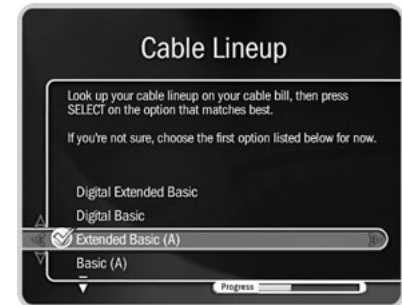 Cable Lineup
Look up your cable lineup on your cable bill, then press
SELECT on the option that matches best.
If you're not sure, choose the first option listed below for now.
Digital Extended Basic
Digital Basic
Extended Basic (A)
Basic (A)
Progress